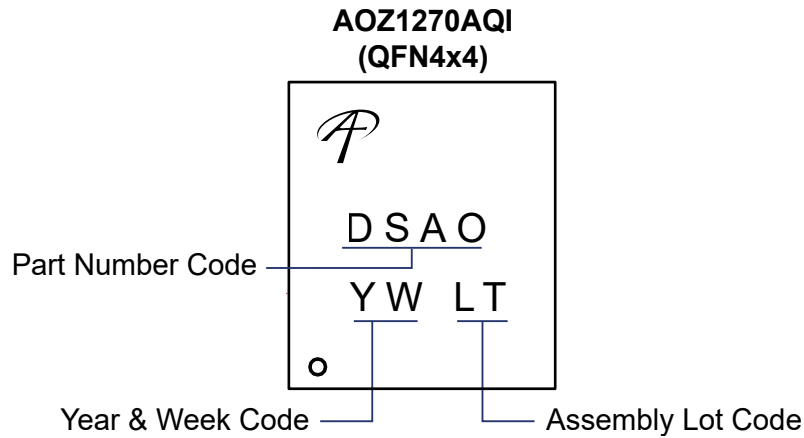 AOZ1270AQI
(QFN4x4)
DSAO
Part Number Code
YW LT
Year & Week Code
Assembly Lot Code